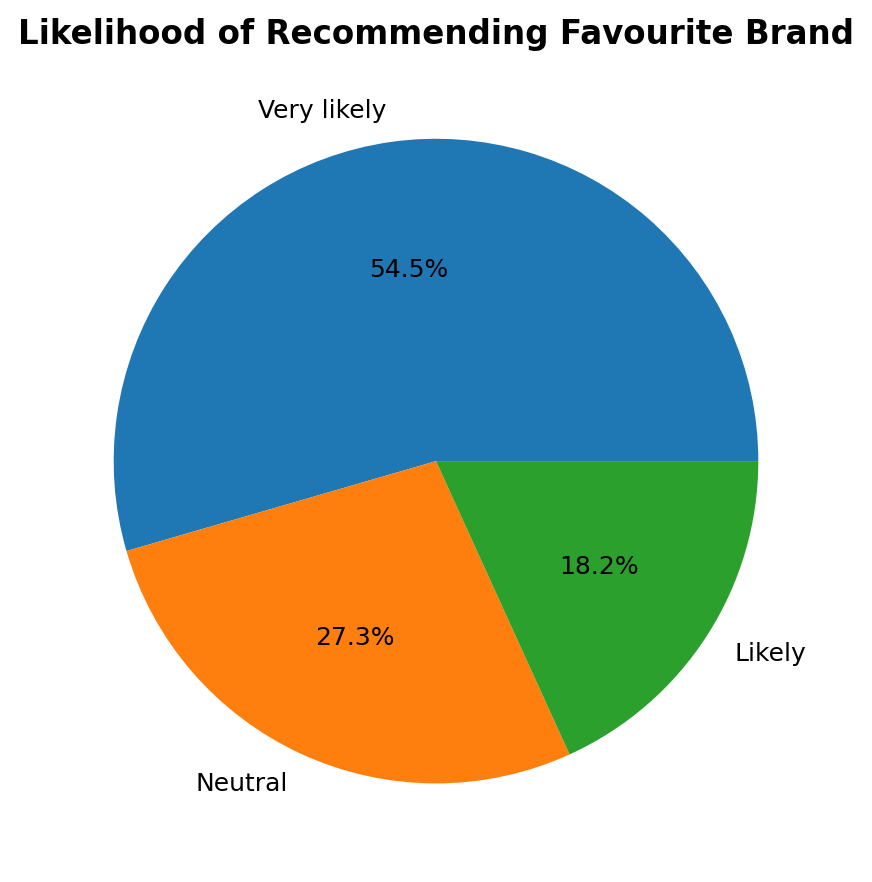 Likelihood of Recommending Favourite Brand
Very likely
54.5%
18.2%
27.3%
Likely
Neutral